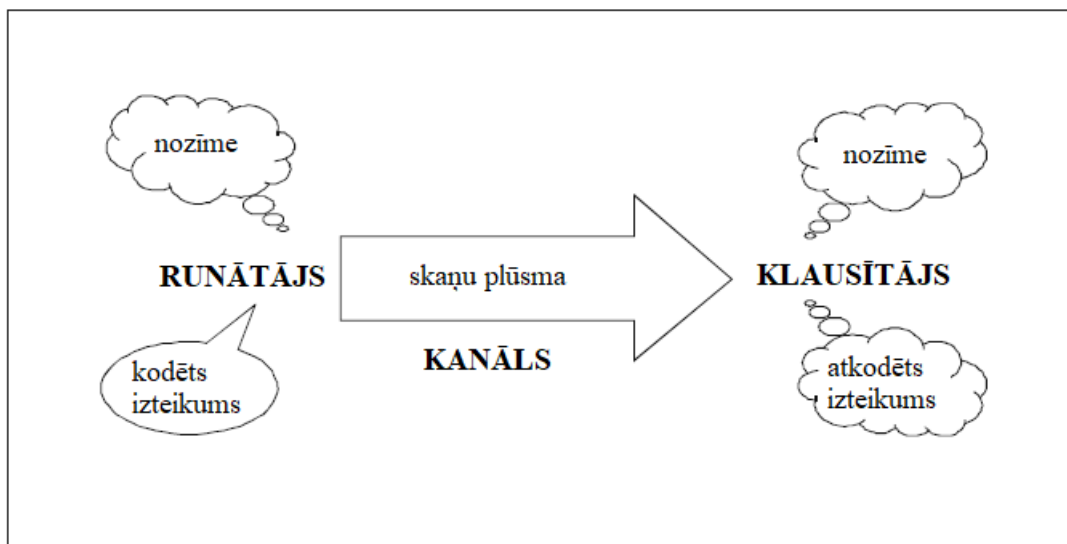 nozīme
nozīme
RUNĀTĀJS
skaņu plūsma
KLAUSĪTĀJS
KANĀLS
kodēts
izteikums
atkodēts
izteikums